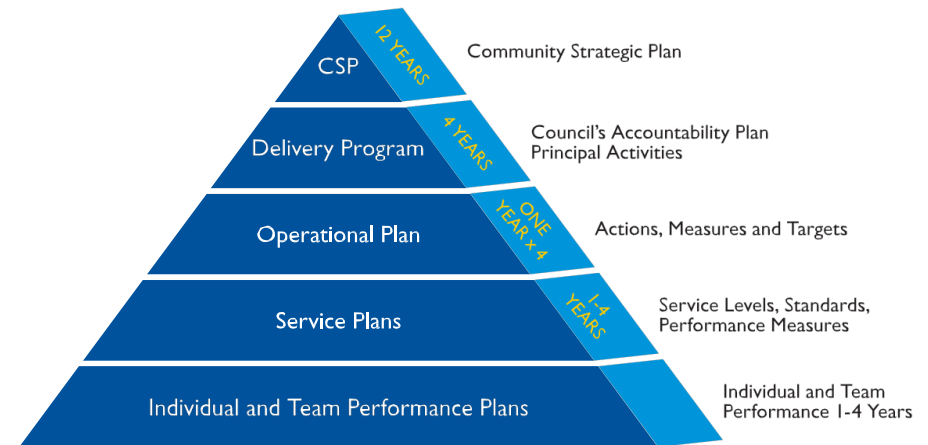 CSP
12 YEARS
Community Strategic Plan
Delivery Program
4 YEARS
Council's Accountability Plan
Principal Activities
Operational Plan
ONE
YEAR x 4
Actions, Measures and Targets
Service Plans
1-4
YEARS
Service Levels, Standards,
Performance Measures
Individual and Team Performance Plans
Individual and Team
Performance 1-4 Years